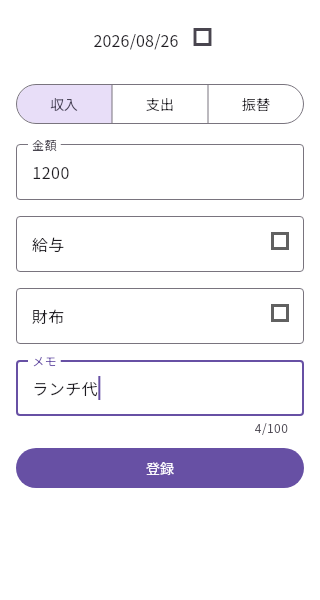 2026/08/26
収入 支出 振替
金額
1200
給与
財布
メモ
ランチ代
4/100
登録